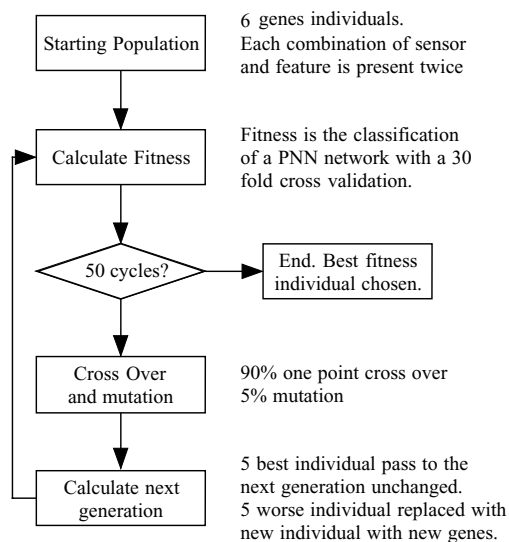 Starting Population
6 genes individuals.
Each combination of sensor
and feature is present twice
Calculate Fitness
Fitness is the classification
of a PNN network with a 30
fold cross validation.
50 cycles?
End. Best fitness
individual chosen.
Cross Over
and mutation
90% one point cross over
5% mutation
Calculate next
generation
5 best individual pass to the
next generation unchanged.
5 worse individual replaced with
new individual with new genes.